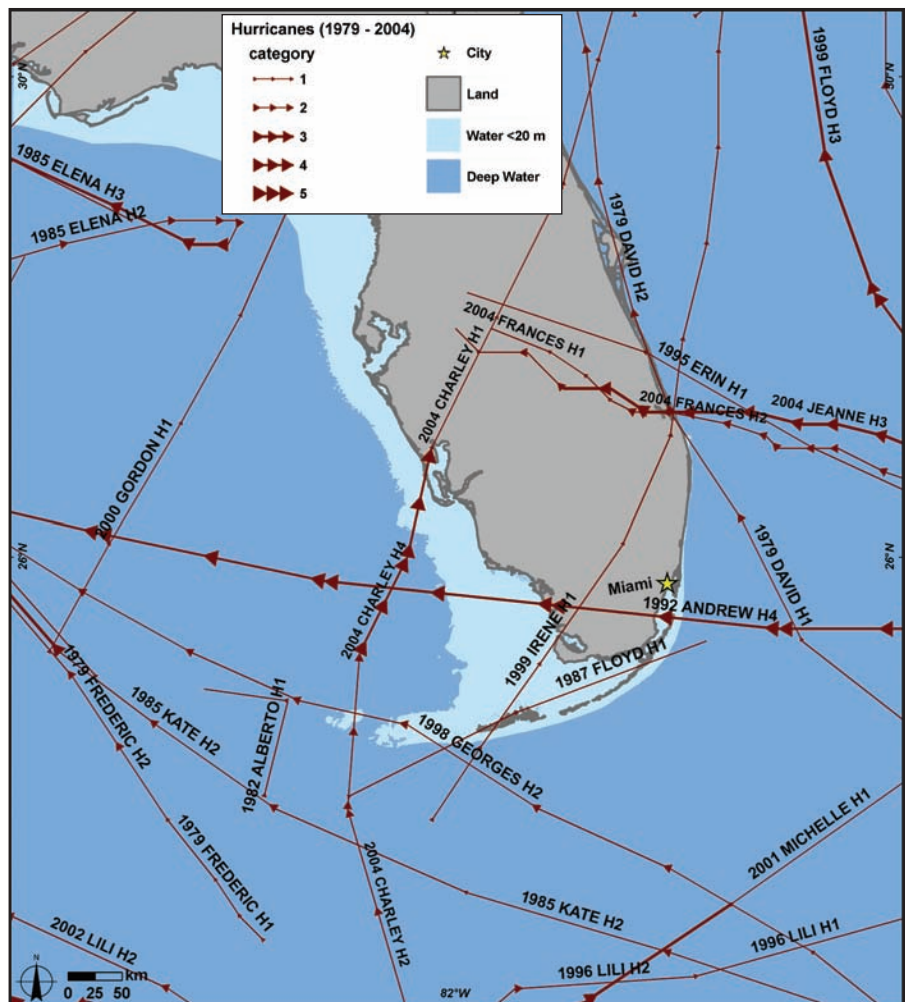 Hurricanes (1979 - 2004)
category
1
2
3
4
5
City
Land
Water <20 m
Deep Water
30°N
30°N
1999 FLOYD H3
1985 ELENA H3
1985 ELENA H2
1979 DAVID H2
2004 FRANCES H1
2004 CHARLEY H1
1995 ERIN H1
2004 FRANCES H2
2004 JEANNE H3
2000 GORDON H1
26°N
26°N
2004 CHARLEY H4
Miami
1979 DAVID H1
1992 ANDREW H4
1999 IRENE H1
1987 FLOYD H1
1979 FREDERIC H2
1985 KATE H2
1982 ALBERTO H1
1998 GEORGES H2
1979 FREDERIC H1
2001 MICHELLE H1
2004 CHARLEY H2
1985 KATE H2
2002 LILI H2
1996 LILI H1
1996 LILI H2
N
km
0 25 50
82°W